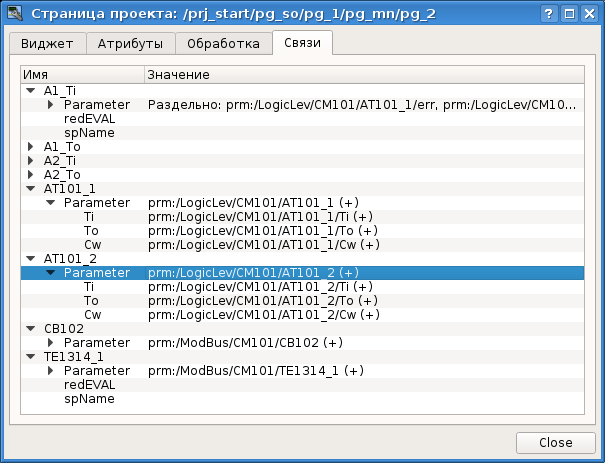 Страница проекта: /prj_start/pg_so/pg_1/pg_mn/pg_2
Виджет Атрибуты Обработка Связи
Имя Значение
A1_Ti
Parameter Раздельно: prm:/LogicLev/CM101/AT101_1/err, prm:/LogicLev/CM10...
redEVAL
spName
A1_To
A2_Ti
A2_To
AT101_1
Parameter prm:/LogicLev/CM101/AT101_1 (+)
Ti prm:/LogicLev/CM101/AT101_1/Ti (+)
To prm:/LogicLev/CM101/AT101_1/To (+)
Cw prm:/LogicLev/CM101/AT101_1/Cw (+)
AT101_2
Parameter prm:/LogicLev/CM101/AT101_2 (+)
Ti prm:/LogicLev/CM101/AT101_2/Ti (+)
To prm:/LogicLev/CM101/AT101_2/To (+)
Cw prm:/LogicLev/CM101/AT101_2/Cw (+)
CB102
Parameter prm:/ModBus/CM101/CB102 (+)
TE1314_1
Parameter prm:/ModBus/CM101/TE1314_1 (+)
redEVAL
spName
Close